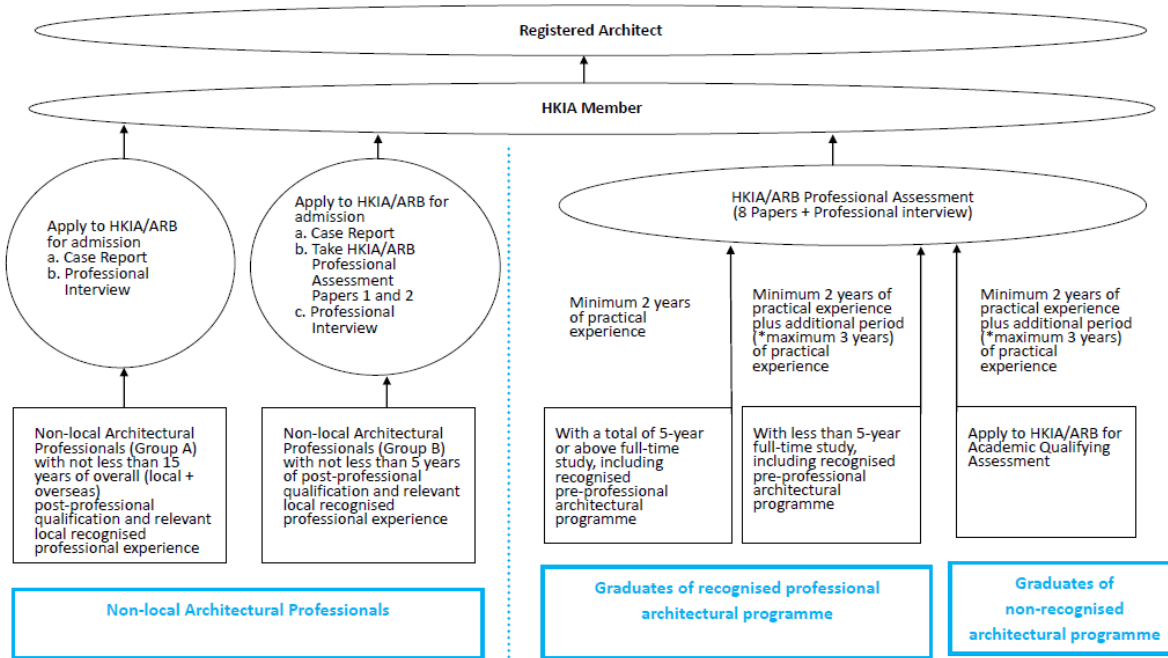 Registered Architect
HKIA Member
Apply to HKIA/ARB
for admission
a. Case Report
b. Professional
Interview
Apply to HKIA/ARB for
admission
a. Case Report
b. Take HKIA/ARB
Professional
Assessment
Papers 1 and 2
c. Professional
Interview
HKIA/ARB Professional Assessment
(8 Papers + Professional interview)
Minimum 2 years
of practical
experience
Minimum 2 years of
practical experience
plus additional period
(*maximum 3 years)
of practical
experience
Minimum 2 years of
practical experience
plus additional period
(*maximum 3 years) of
practical experience
Non-local Architectural
Professionals (Group A)
with not less than 15
years of overall (local +
overseas)
post-professional
qualification and relevant
local recognised
professional experience
Non-local Architectural
Professionals (Group B)
with not less than 5 years
of post-professional
qualification and relevant
local recognised
professional experience
With a total of 5-year
or above full-time
study, including
recognised
pre-professional
architectural
programme
With less than 5-year
full-time study,
including recognised
pre-professional
architectural
programme
Apply to HKIA/ARB for
Academic Qualifying
Assessment
Non-local Architectural Professionals
Graduates of recognised professional
architectural programme
Graduates of
non-recognised
architectural programme